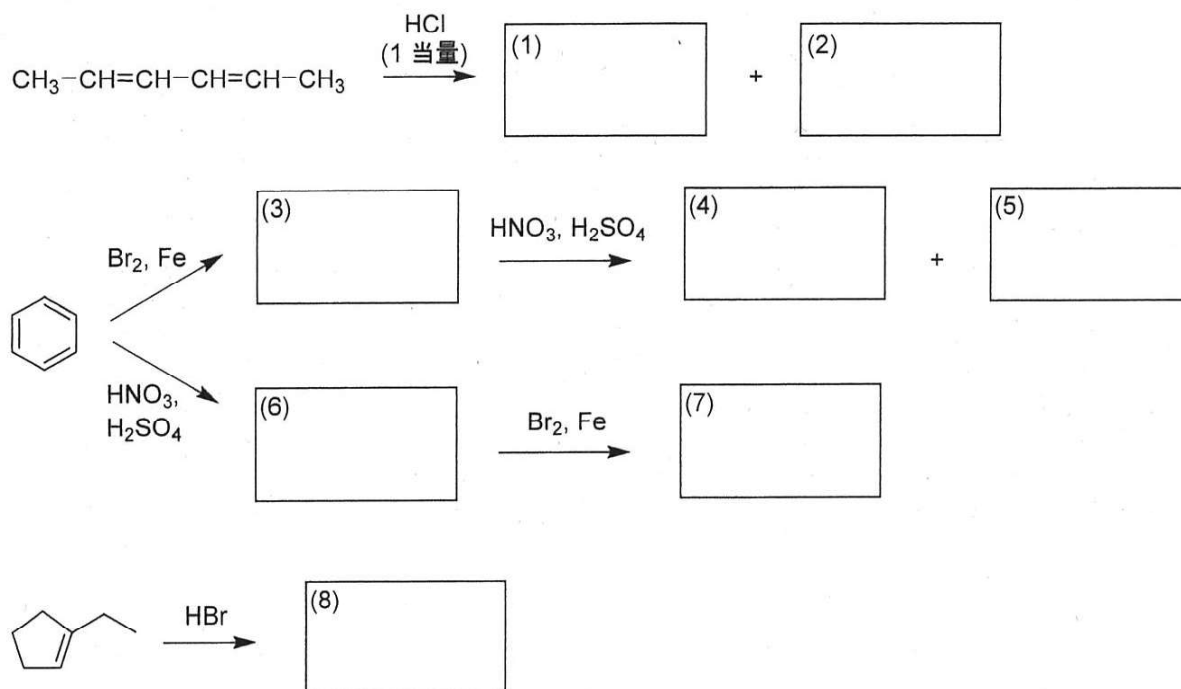 HCl
(1 当量)
CH₃-CH=CH-CH=CH-CH₃
(1)
+
(2)
Br₂, Fe
(3)
HNO₃, H₂SO₄
(4)
+
(5)
HNO₃,
H₂SO₄
(6)
Br₂, Fe
(7)
HBr
(8)